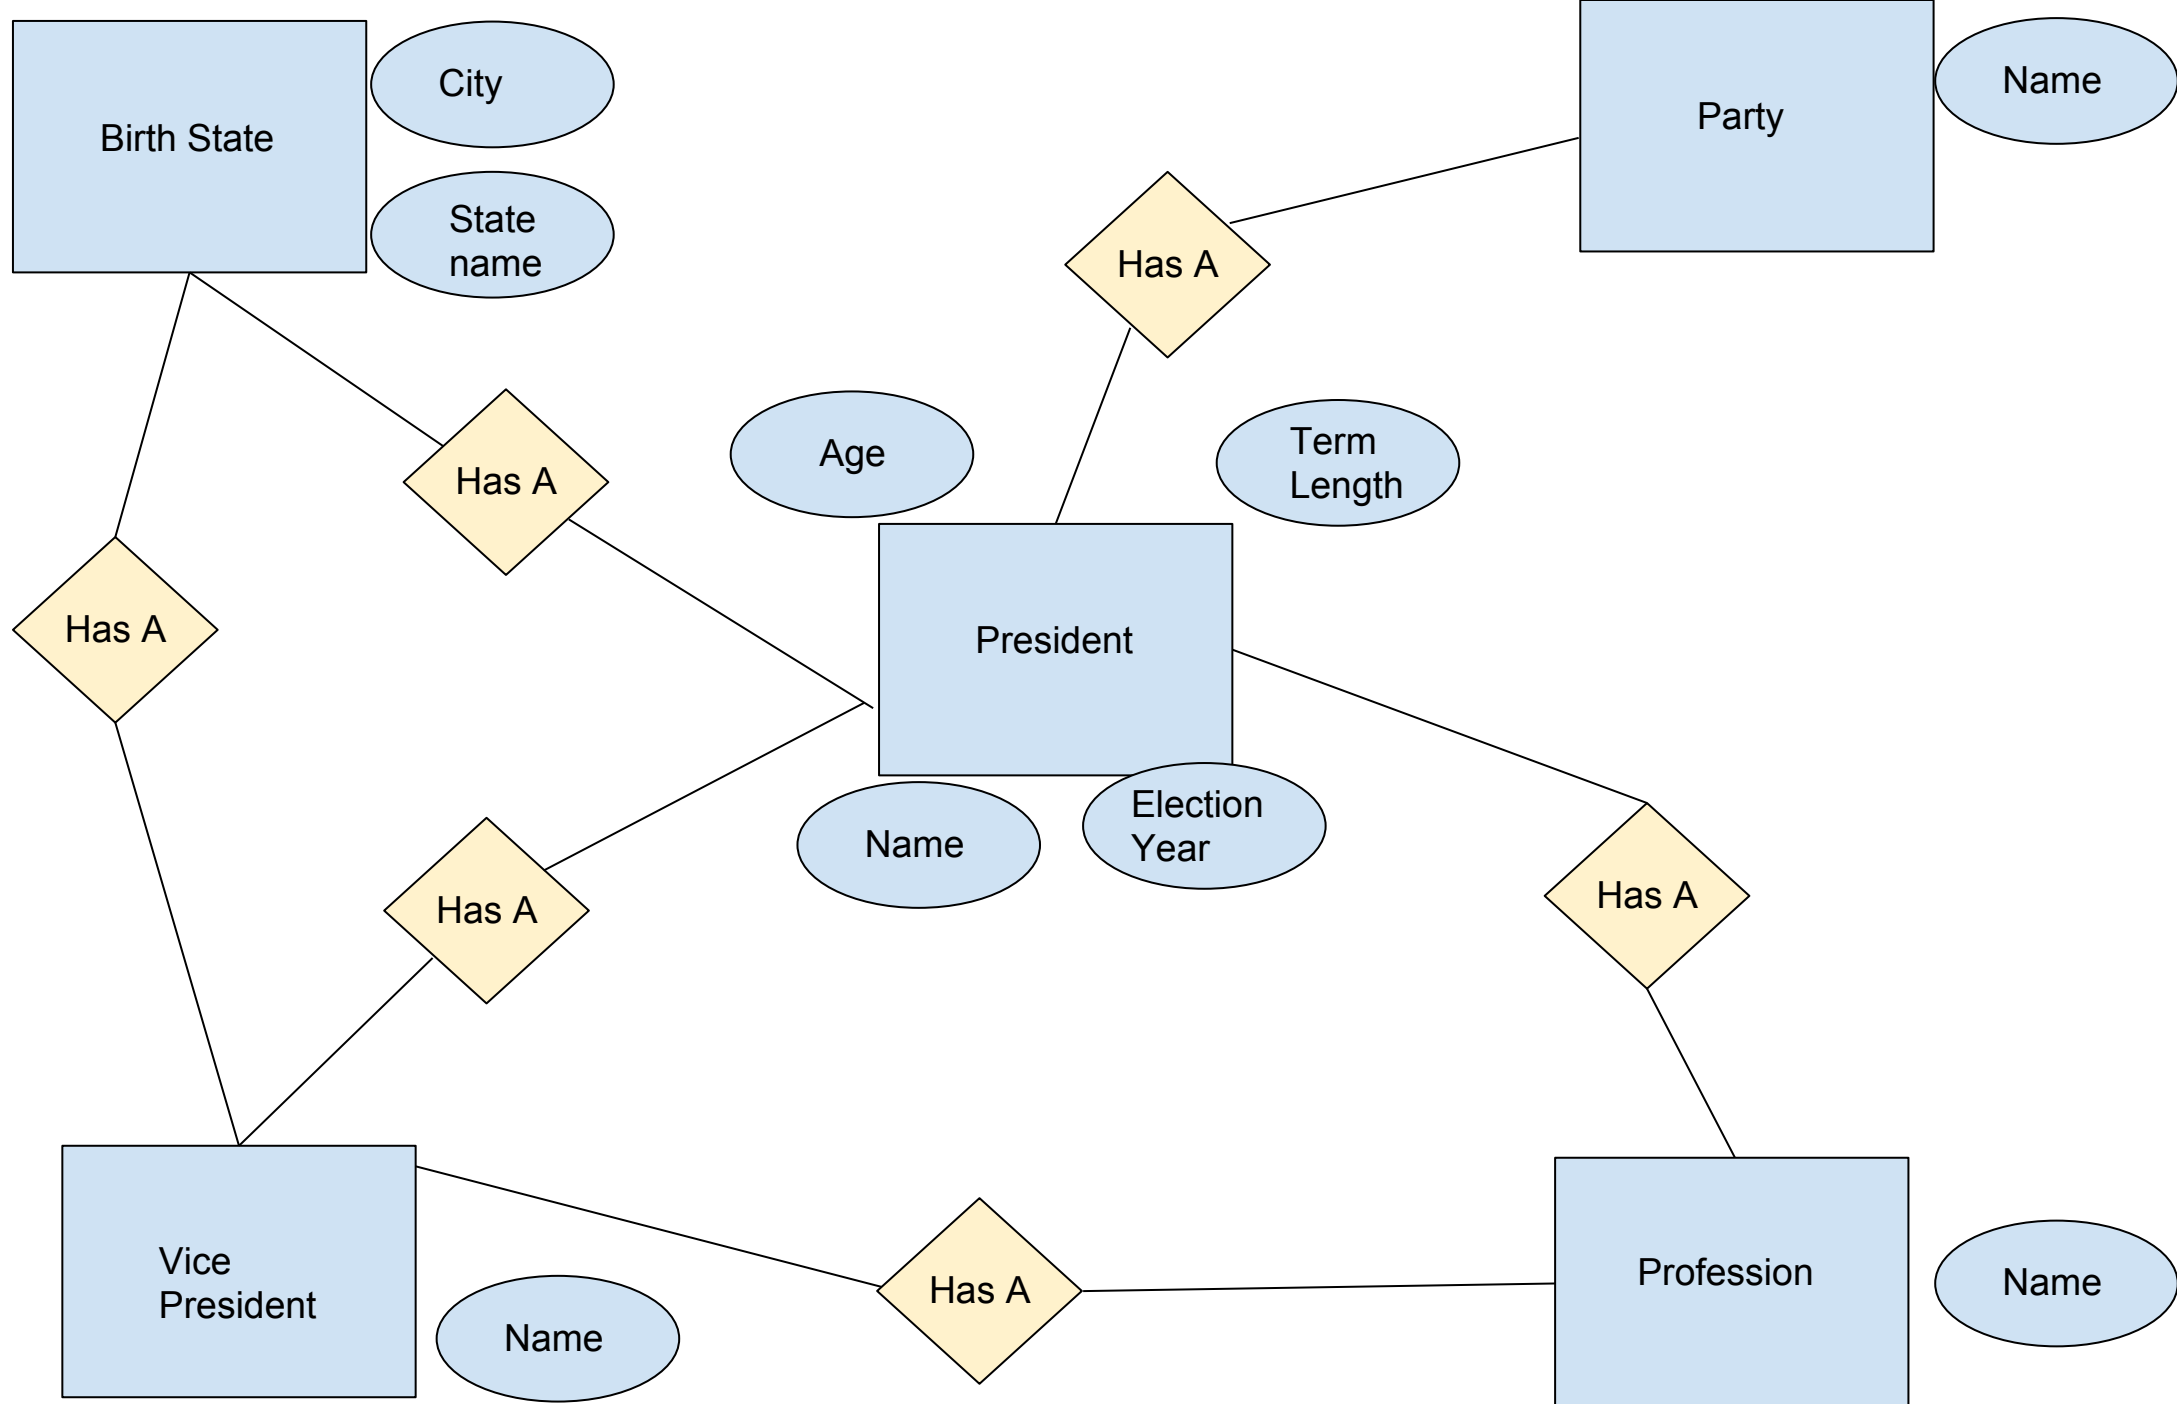 City
Name
Party
Birth State
State
name
Has A
Age
Term
Length
Has A
Has A
President
Election
Year
Name
Has A
Has A
Vice
President
Profession
Name
Has A
Name